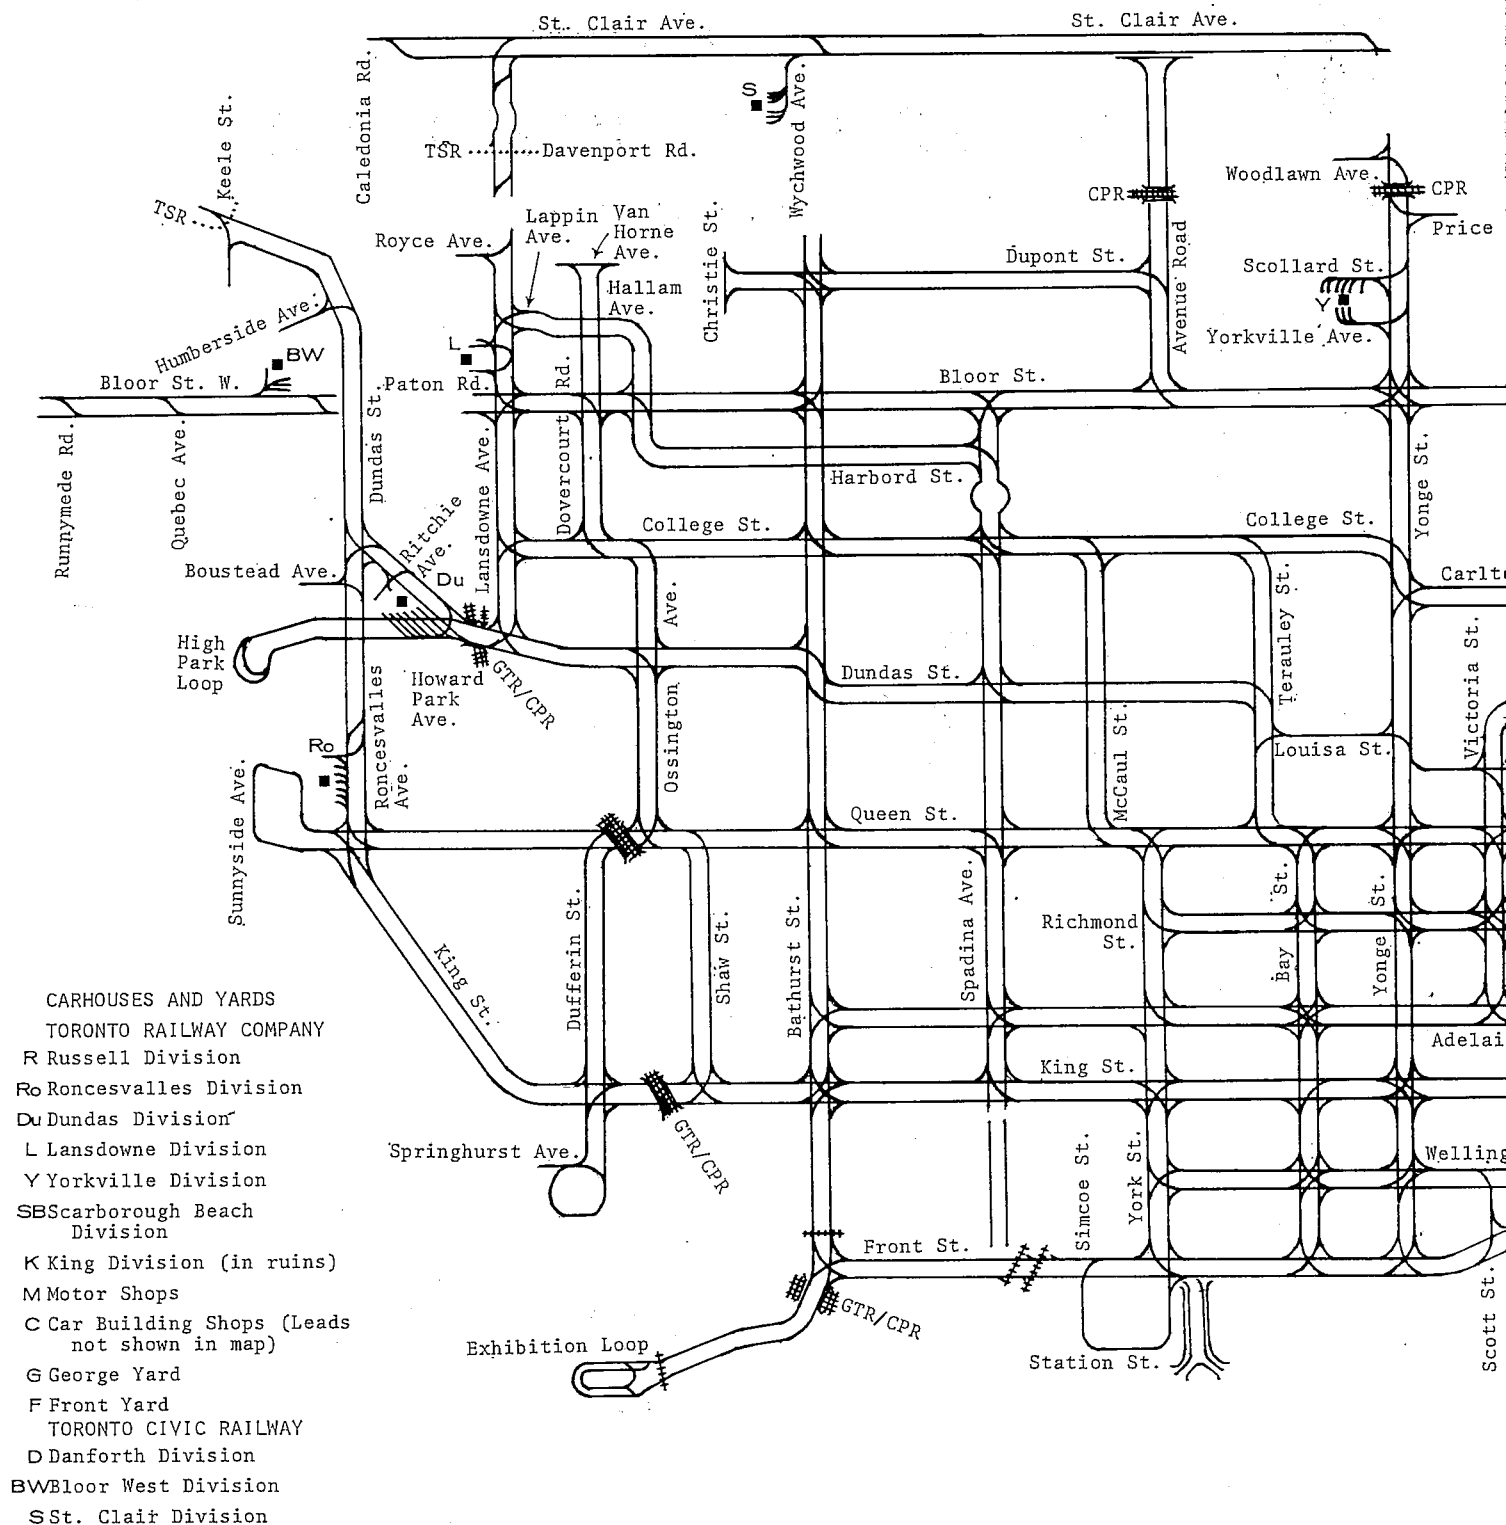 St. Clair Ave.
St. Clair Ave.
Caledonia Rd.
Keele St.
S
Wychwood Ave.
TSR
Davenport Rd.
Woodlawn Ave.
CPR
CPR
Price
TSR
Lappin
Ave.
Van
Horne
Ave.
Royce Ave.
Christie St.
Dupont St.
Avenue Road
Scollard St.
Y
Yorkville Ave.
Hallam
Ave.
Humberside Ave.
BW
L
Paton Rd.
Bloor St. W.
Bloor St.
Runnymede Rd.
Quebec Ave.
Dundas St.
Lansdowne Ave.
Dovercourt
Rd.
Harbord St.
Yonge St.
College St.
College St.
Ritchie
Ave.
Boustead Ave.
Du
Carlt
High
Park
Loop
Howard
Park
Ave.
GTR/CPR
Ossington
Ave.
Dundas St.
Terauley St.
Victoria St.
Louisa St.
McCaul St.
Ro
Roncesvalles
Ave.
Sunnyside Ave.
Queen St.
King St.
Dufferin St.
Shaw St.
Bathurst St.
Spadina Ave.
Richmond
St.
Bay
St.
Yonge
St.
Adelai
King St.
Springhurst Ave.
GTR/CPR
Simcoe St.
York St.
Welling
Front St.
GTR/CPR
Exhibition Loop
Station St.
Scott St.
CARHOUSES AND YARDS
TORONTO RAILWAY COMPANY
R Russell Division
Ro Roncesvalles Division
Du Dundas Division
L Lansdowne Division
Y Yorkville Division
SB Scarborough Beach
Division
K King Division (in ruins)
M Motor Shops
C Car Building Shops (Leads
not shown in map)
G George Yard
F Front Yard
TORONTO CIVIC RAILWAY
D Danforth Division
BW Bloor West Division
S St. Clair Division